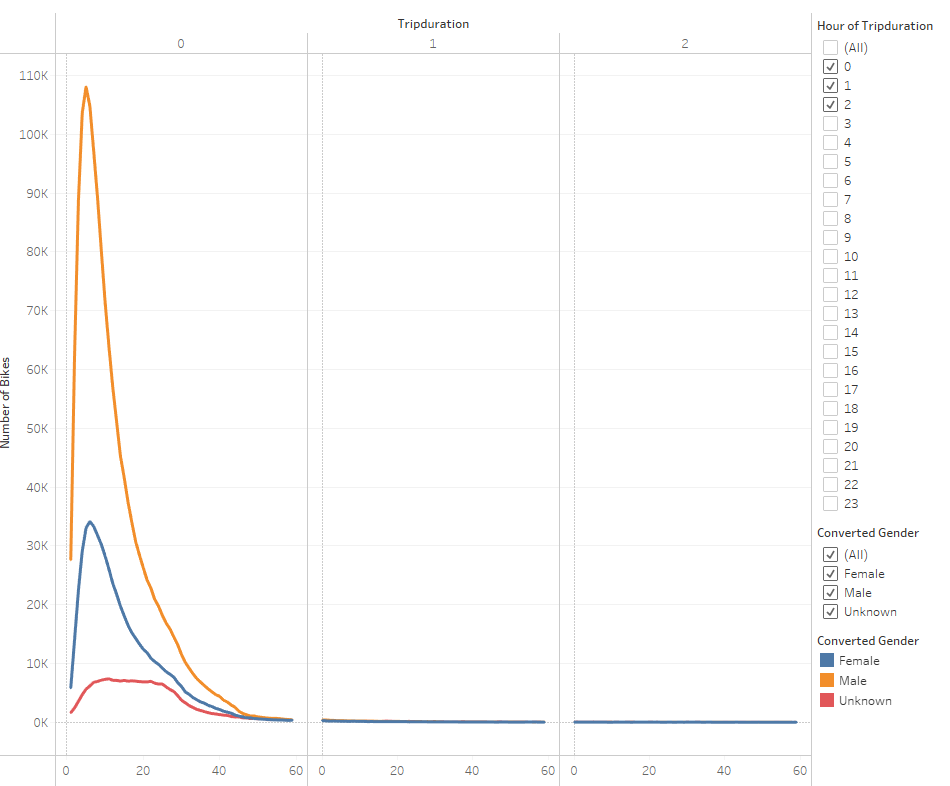 Tripduration
0 1 2
110K
100K
90K
80K
70K
60K
50K
40K
30K
20K
10K
0K
Number of Bikes
0 20 40 60 0 20 40 60 0 20 40 60
Hour of Tripduration
(All)
0
1
2
3
4
5
6
7
8
9
10
11
12
13
14
15
16
17
18
19
20
21
22
23
Converted Gender
(All)
Female
Male
Unknown
Converted Gender
Female
Male
Unknown